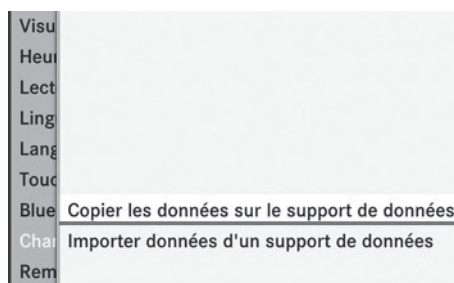 Visu
Heur
Lect
Ling
Lang
Touc
Blue
Char
Rem
Copier les données sur le support de données
Importer données d'un support de données